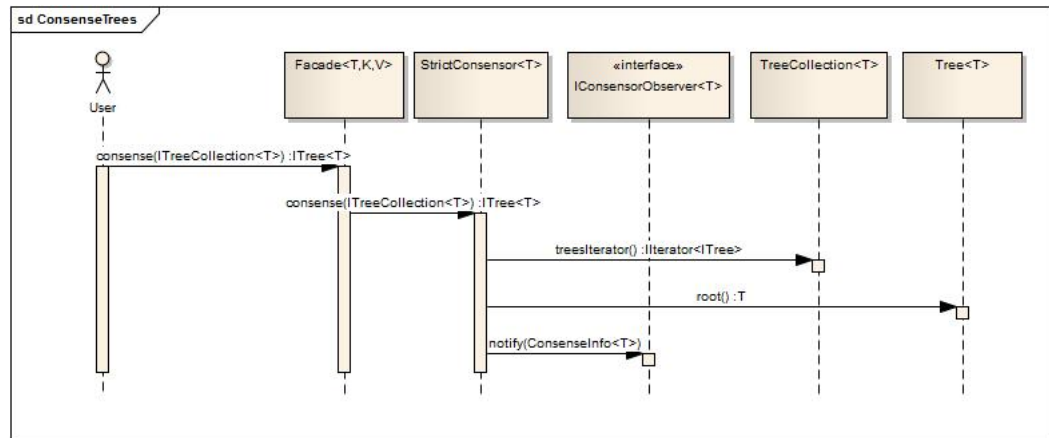 sd ConsenseTrees
User
Facade<T,K,V>
StrictConsensor<T>
«interface»
IConsensorObserver<T>
TreeCollection<T>
Tree<T>
consense(ITreeCollection<T>) :ITree<T>
consense(ITreeCollection<T>) :ITree<T>
treesIterator() :IIterator<ITree>
root() :T
notify(ConsenseInfo<T>)